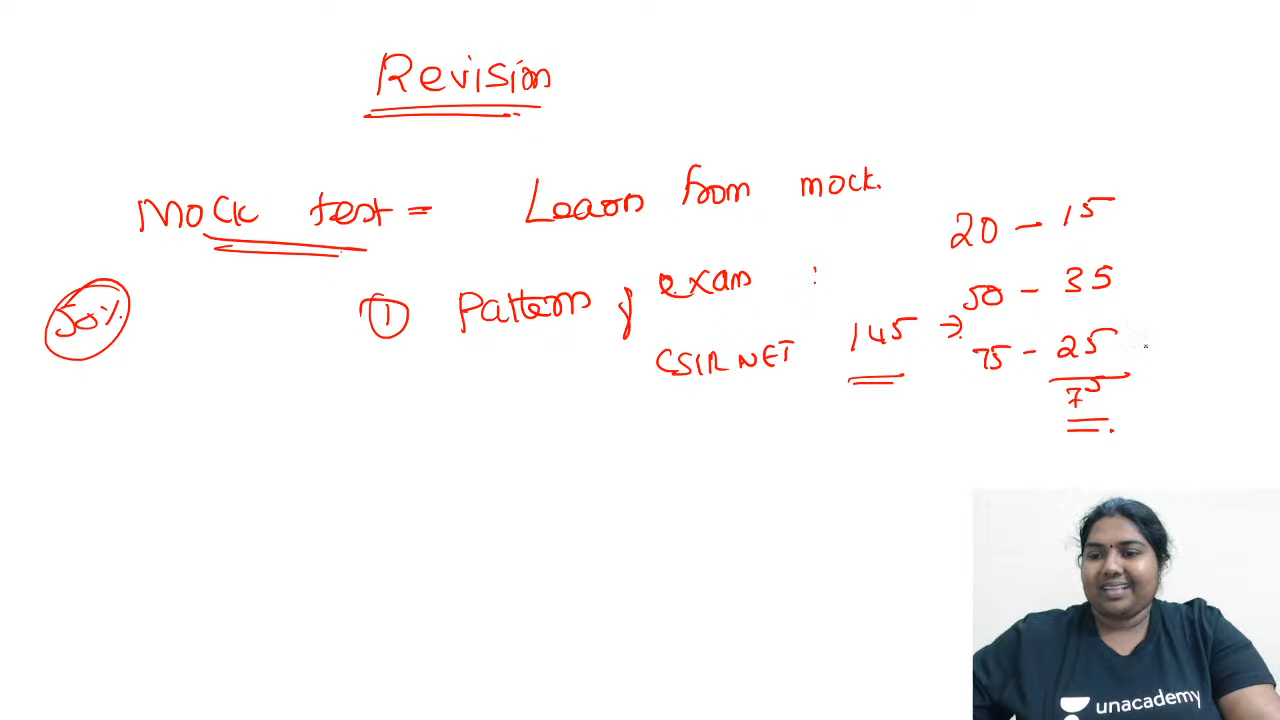 Revision
Mock test = Learn from mock.
50%
① Pattern of exam :
CSIR NET 145 →
20 - 15
50 - 35
75 - 25
75
unacademy